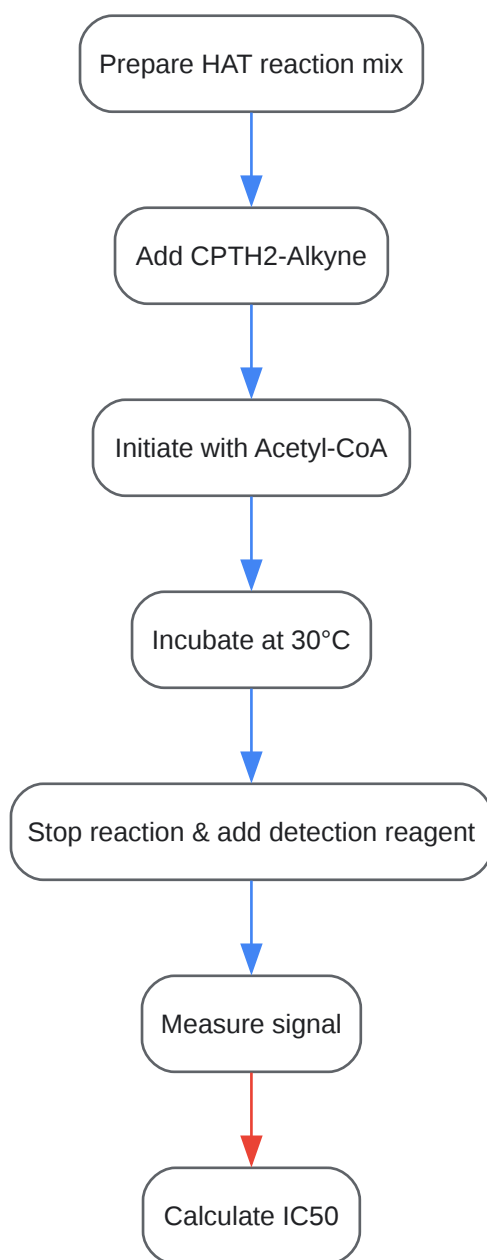 Prepare HAT reaction mix
Add CPTH2-Alkyne
Initiate with Acetyl-CoA
Incubate at 30°C
Stop reaction & add detection reagent
Measure signal
Calculate IC50